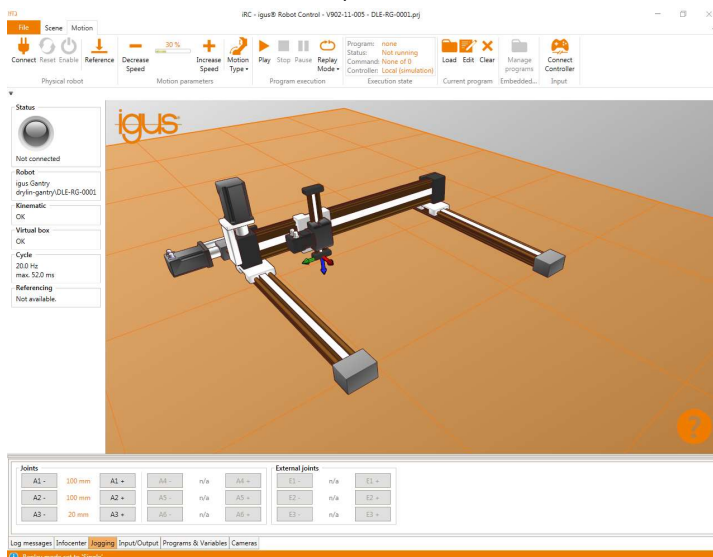 iRC
iRC - igus® Robot Control - V902-11-005 - DLE-RG-0001.prj
File Scene Motion
30 %
Connect Reset Enable Reference Decrease Speed Increase Speed Motion Type Play Stop Pause Replay Mode
Program: none
Status: Not running
Command: None of 0
Controller: Local (simulation)
Load Edit Clear Manage programs Connect Controller
Physical robot Motion parameters Program execution Execution state Current program Embedded... Input
Status
Not connected
Robot
igus Gantry
drylin-gantry\DLE-RG-0001
Kinematic
OK
Virtual box
OK
Cycle
20.0 Hz
max. 52.0 ms
Referencing
Not available.
igus
?
Joints External joints
A1 - 100 mm A1 + A4 - n/a A4 + E1 - n/a E1 +
A2 - 100 mm A2 + A5 - n/a A5 + E2 - n/a E2 +
A3 - 20 mm A3 + A6 - n/a A6 + E3 - n/a E3 +
Log messages Infocenter Jogging Input/Output Programs & Variables Cameras
Replay mode set to 'Single'